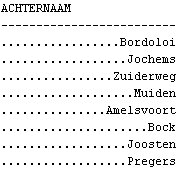 ACHTERNAAM
-------------------------
.................Bordoloi
..................Jochems
................Zuiderweg
...................Muiden
...............Amelsvoort
.....................Bock
..................Joosten
..................Pregers